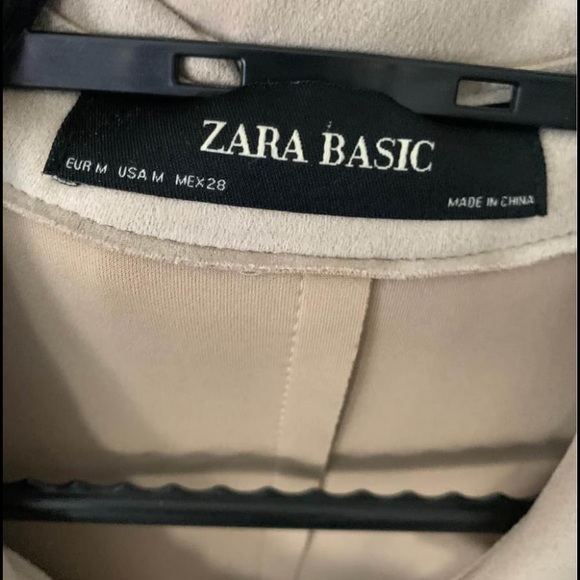 ZARA BASIC
EUR M USA M MEX 28
MADE IN CHINA